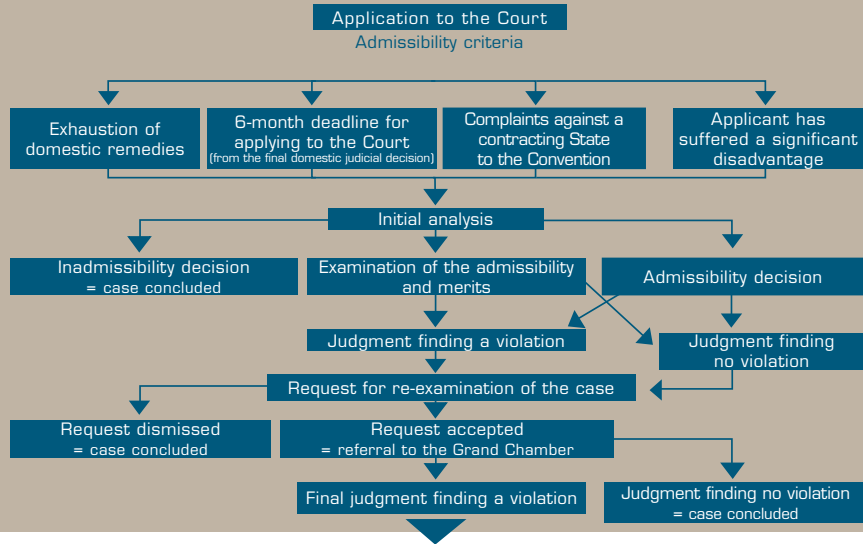 Application to the Court
Admissibility criteria
Exhaustion of
domestic remedies
6-month deadline for
applying to the Court
(from the final domestic judicial decision)
Complaints against a
contracting State
to the Convention
Applicant has
suffered a significant
disadvantage
Initial analysis
Inadmissibility decision
= case concluded
Examination of the admissibility
and merits
Admissibility decision
Judgment finding a violation
Judgment finding
no violation
Request for re-examination of the case
Request dismissed
= case concluded
Request accepted
= referral to the Grand Chamber
Final judgment finding a violation
Judgment finding no violation
= case concluded